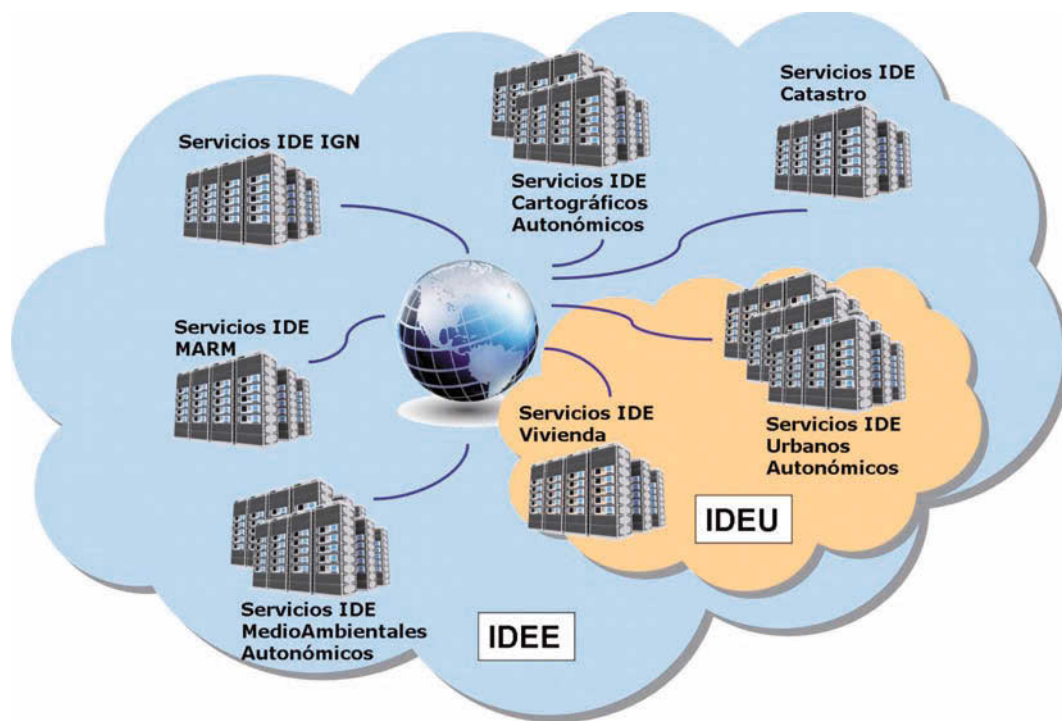 Servicios IDE IGN
Servicios IDE
Cartográficos
Autonómicos
Servicios IDE
Catastro
Servicios IDE
MARM
Servicios IDE
Vivienda
Servicios IDE
Urbanos
Autonómicos
IDEU
Servicios IDE
MedioAmbientales
Autonómicos
IDEE